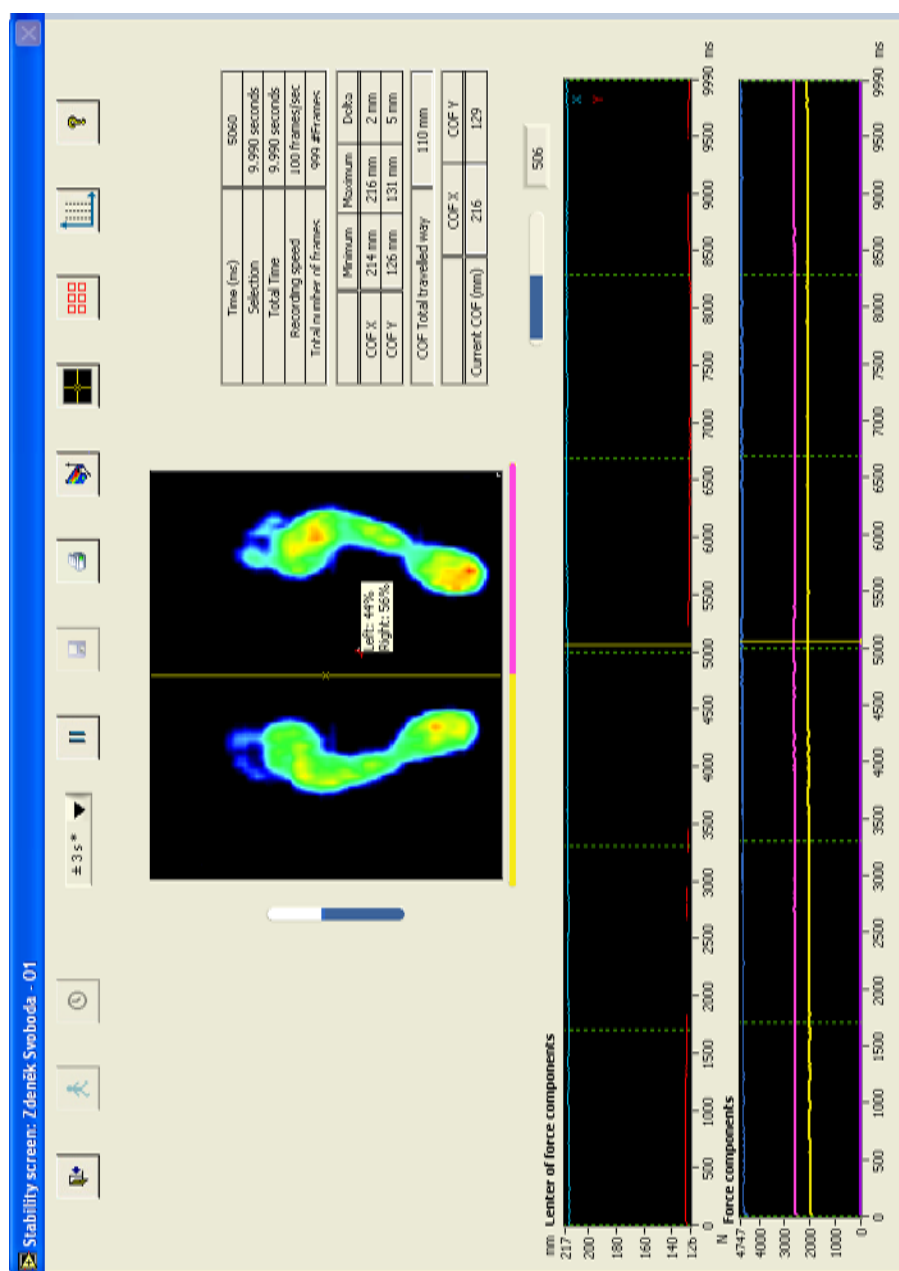 Stability screen: Zdeněk Svoboda - 01
± 3 s *
Left: 44%
Right: 56%
Time (ms) 5060
Selection 9.990 seconds
Total Time 9.990 seconds
Recording speed 100 frames/sec
Total number of frames 999 #Frames
Minimum Maximum Delta
COF X 214 mm 216 mm 2 mm
COF Y 126 mm 131 mm 5 mm
COF Total travelled way 110 mm
COF X COF Y
Current COF (mm) 216 129
506
mm Center of force components
217
200
180
160
140
126
X
Y
0 500 1000 1500 2000 2500 3000 3500 4000 4500 5000 5500 6000 6500 7000 7500 8000 8500 9000 9500 9990 ms
N Force components
4747
4000
3000
2000
1000
0
0 500 1000 1500 2000 2500 3000 3500 4000 4500 5000 5500 6000 6500 7000 7500 8000 8500 9000 9500 9990 ms